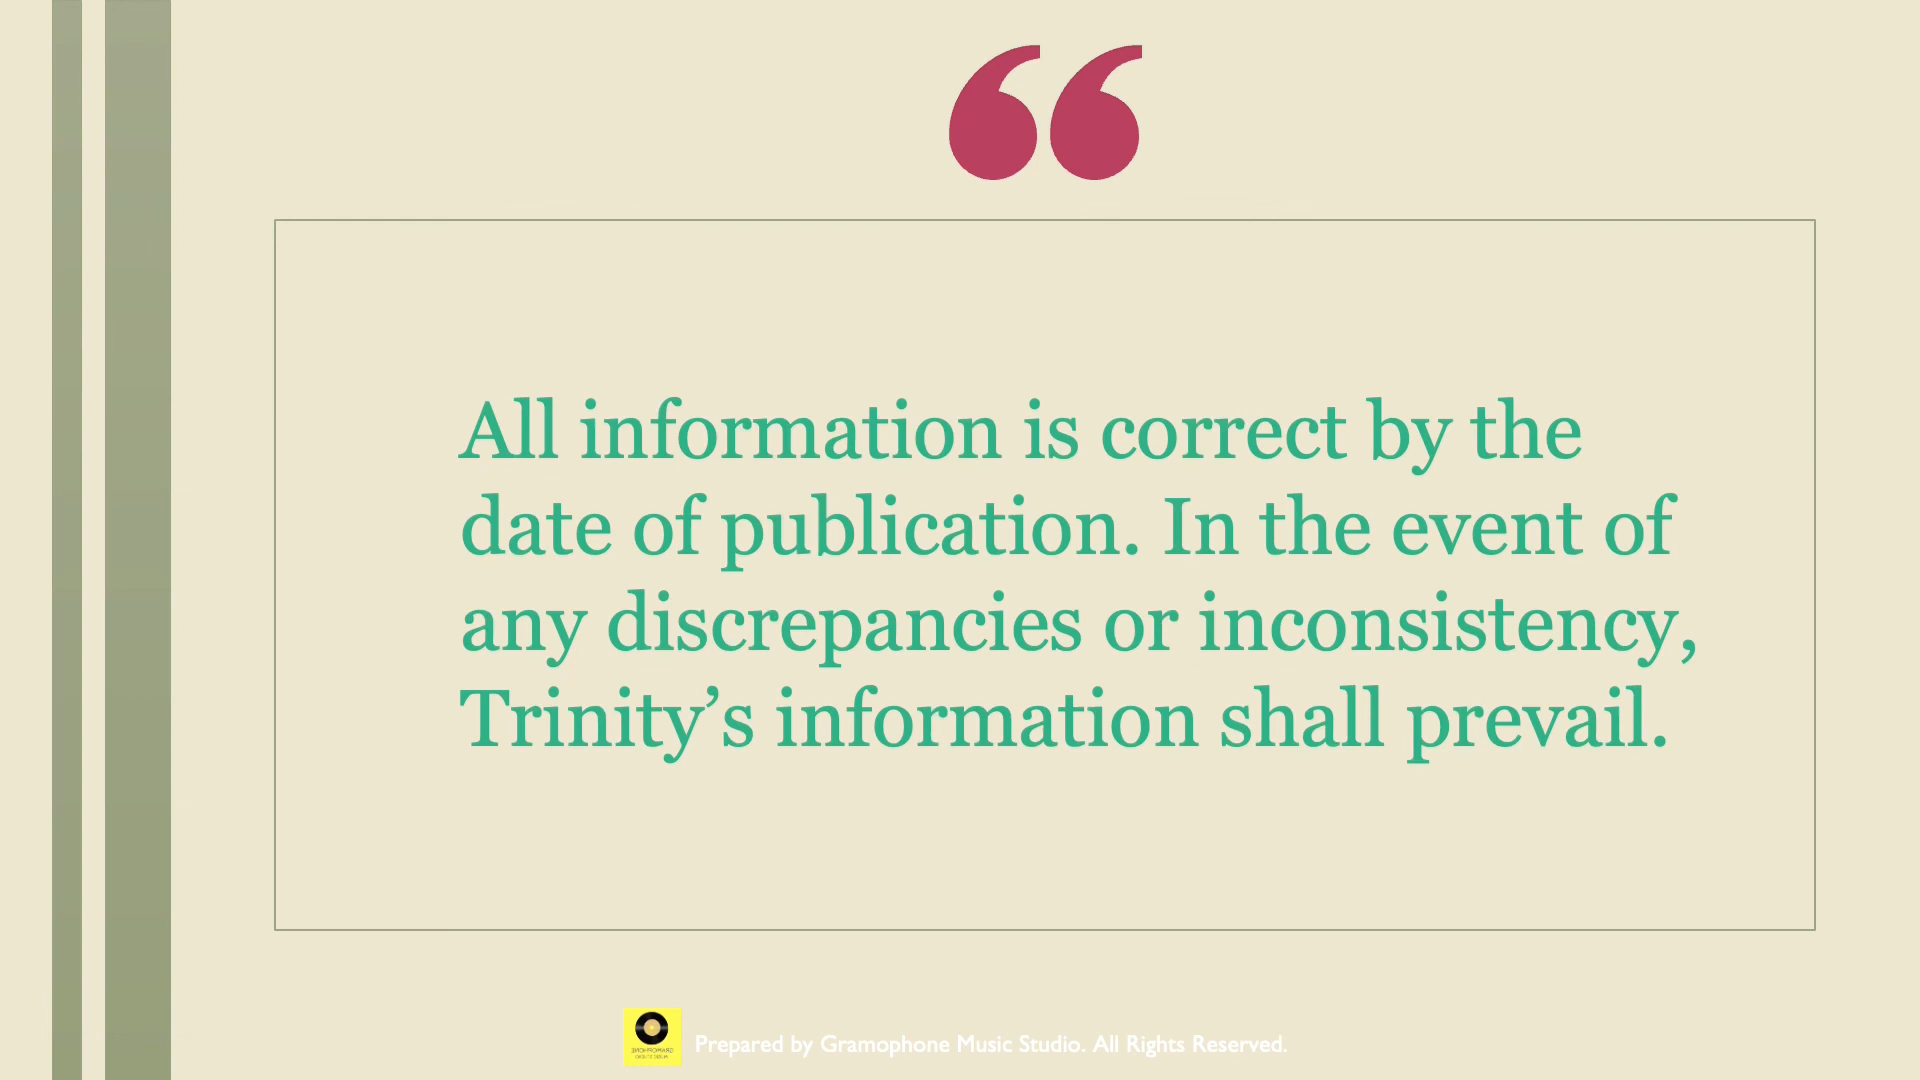 “
All information is correct by the
date of publication. In the event of
any discrepancies or inconsistency,
Trinity’s information shall prevail.
Prepared by Gramophone Music Studio. All Rights Reserved.